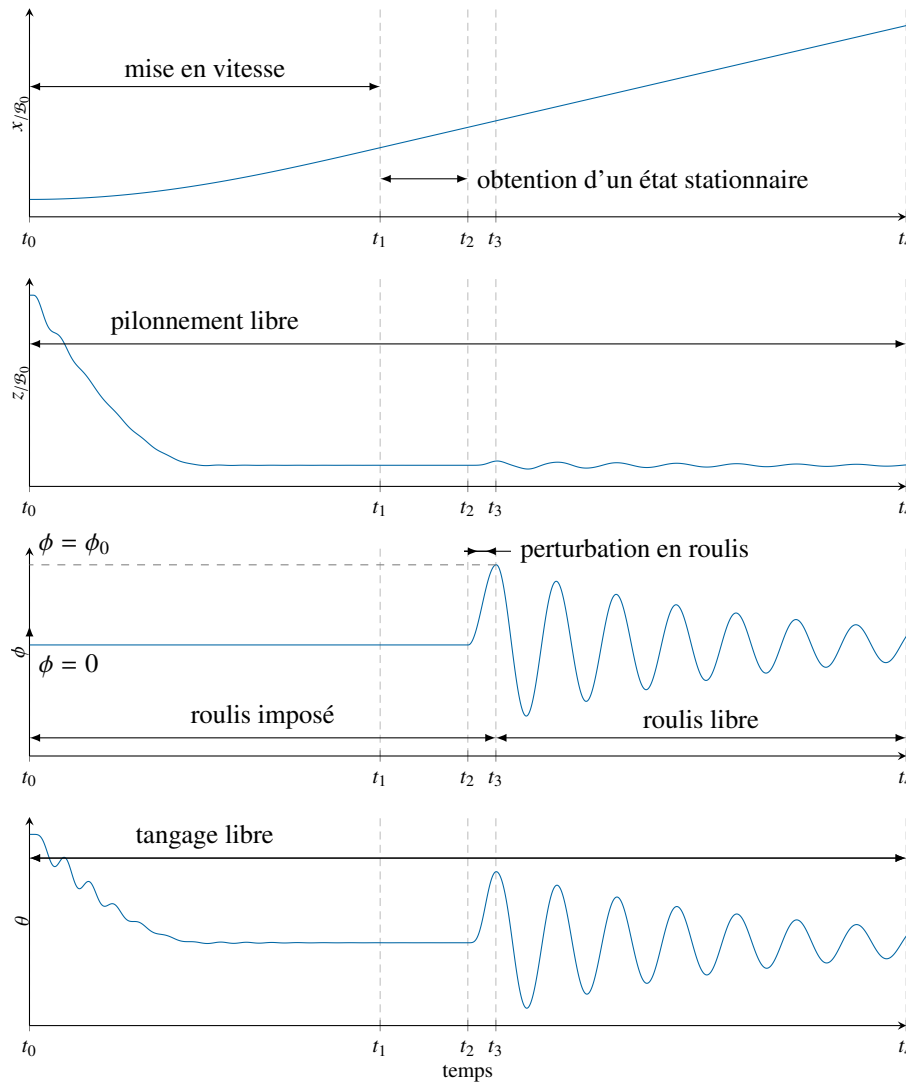 mise en vitesse
x/B₀
obtention d'un état stationnaire
t₀ t₁ t₂ t₃
pilonnement libre
z/B₀
t₀ t₁ t₂ t₃
ϕ = ϕ₀
perturbation en roulis
ϕ
ϕ = 0
roulis imposé roulis libre
t₀ t₁ t₂ t₃
tangage libre
θ
t₀ t₁ t₂ t₃
temps